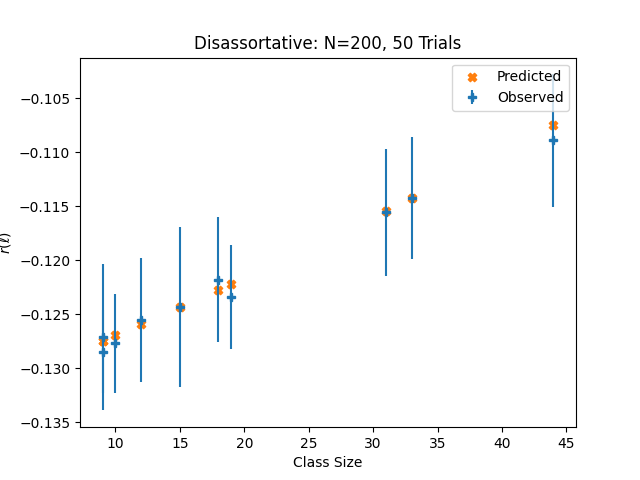 Disassortative: N=200, 50 Trials
Predicted
Observed
−0.105
−0.110
−0.115
−0.120
−0.125
−0.130
−0.135
r(ℓ)
10 15 20 25 30 35 40 45
Class Size